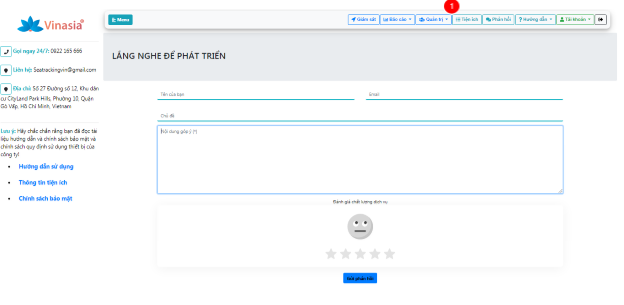 Vinasia
Menu
1
Giám sát
Báo cáo
Quản trị
Tiện ích
Phản hồi
Hướng dẫn
Tài khoản
Gọi ngay 24/7: 0922 165 666
Liên hệ: Seatrackingvin@gmail.com
Địa chỉ: Số 27 Đường số 12, Khu dân
cư CityLand Park Hills, Phường 10, Quận
Gò Vấp, Hồ Chí Minh, Vietnam
Lưu ý: Hãy chắc chắn rằng bạn đã đọc tài
liệu hướng dẫn và chính sách bảo mật và
chính sách quy định sử dụng thiết bị của
công ty!
• Hướng dẫn sử dụng
• Thông tin tiện ích
• Chính sách bảo mật
LẮNG NGHE ĐỂ PHÁT TRIỂN
Tên của bạn
Email
Chủ đề
Nội dung góp ý (*)
Đánh giá chất lượng dịch vụ
Gửi phản hồi